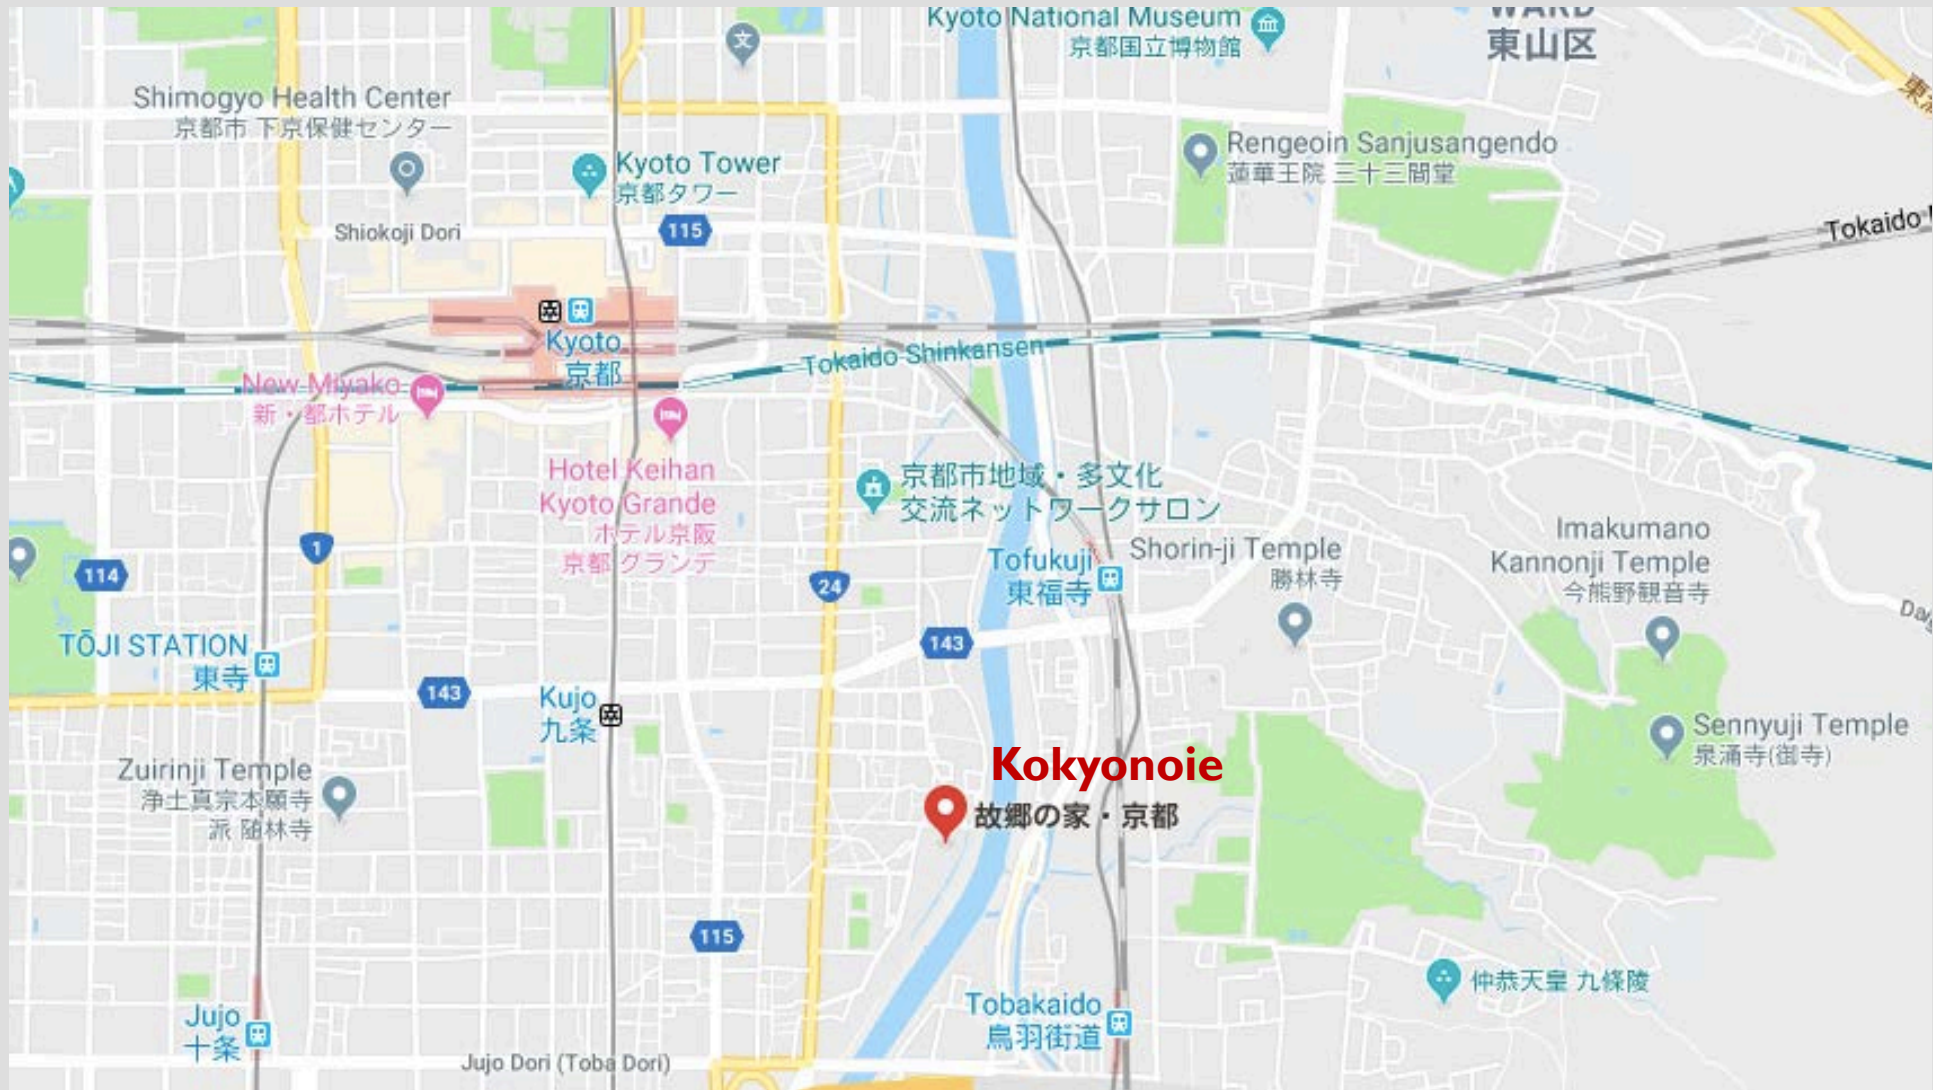 Kyoto National Museum
京都国立博物館
東山区
Shimogyo Health Center
京都市 下京保健センター
Kyoto Tower
京都タワー
Rengeoin Sanjusangendo
蓮華王院 三十三間堂
Shiokoji Dori
115
Tokaido
Kyoto
京都
Tokaido Shinkansen
New Miyako
新・都ホテル
Hotel Keihan
Kyoto Grande
ホテル京阪
京都 グランデ
京都市地域・多文化
交流ネットワークサロン
1
114
24
Tofukuji
東福寺
Shorin-ji Temple
勝林寺
Imakumano
Kannonji Temple
今熊野観音寺
TŌJI STATION
東寺
143
143
Kujo
九条
Sennyuji Temple
泉涌寺(御寺)
Zuirinji Temple
浄土真宗本願寺
派 随林寺
Kokyonoie
故郷の家・京都
115
仲恭天皇 九條陵
Tobakaido
鳥羽街道
Jujo
十条
Jujo Dori (Toba Dori)
文